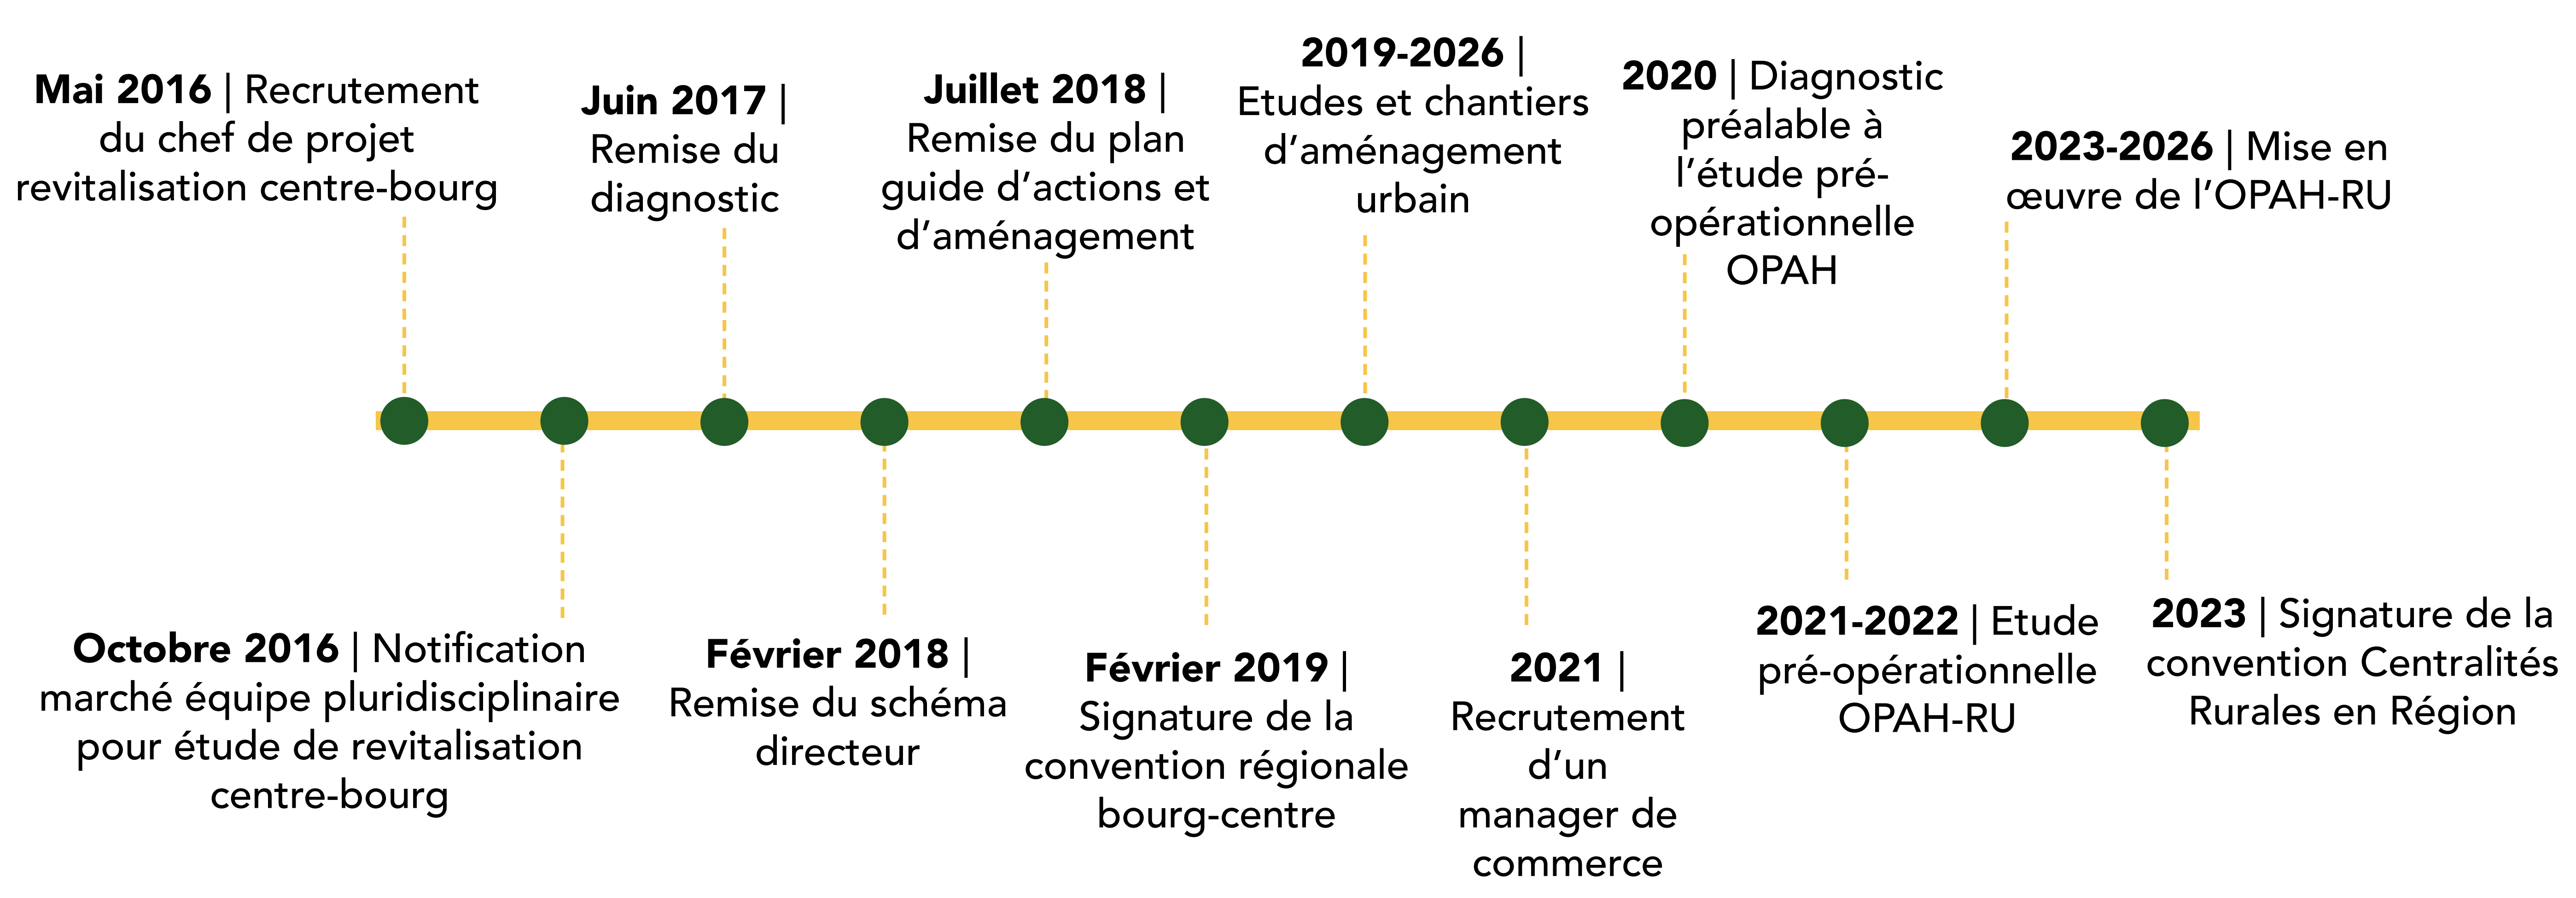 Mai 2016 | Recrutement
du chef de projet
revitalisation centre-bourg
Octobre 2016 | Notification
marché équipe pluridisciplinaire
pour étude de revitalisation
centre-bourg
Juin 2017 |
Remise du
diagnostic
Février 2018 |
Remise du schéma
directeur
Juillet 2018 |
Remise du plan
guide d’actions et
d’aménagement
Février 2019 |
Signature de la
convention régionale
bourg-centre
2019-2026 |
Etudes et chantiers
d’aménagement
urbain
2021 |
Recrutement
d’un
manager de
commerce
2020 | Diagnostic
préalable à
l’étude pré-
opérationnelle
OPAH
2021-2022 | Etude
pré-opérationnelle
OPAH-RU
2023-2026 | Mise en
œuvre de l’OPAH-RU
2023 | Signature de la
convention Centralités
Rurales en Région